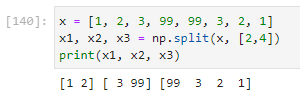 [140]: x = [1, 2, 3, 99, 99, 3, 2, 1]
x1, x2, x3 = np.split(x, [2,4])
print(x1, x2, x3)
[1 2] [ 3 99] [99  3  2  1]